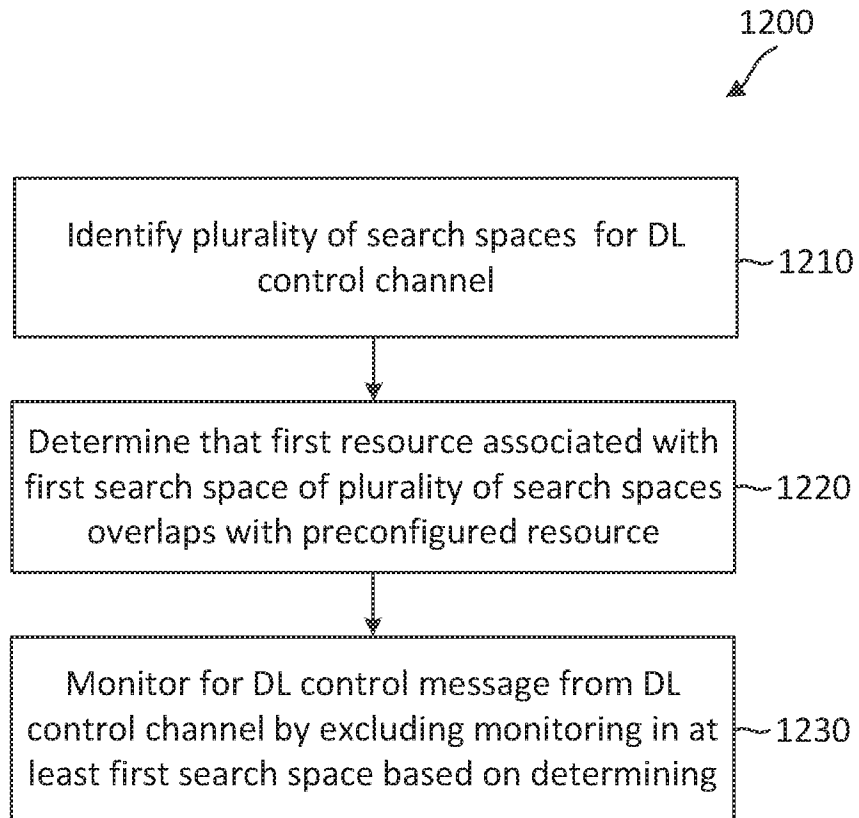 1200
Identify plurality of search spaces for DL
control channel
1210
Determine that first resource associated with
first search space of plurality of search spaces
overlaps with preconfigured resource
1220
Monitor for DL control message from DL
control channel by excluding monitoring in at
least first search space based on determining
1230